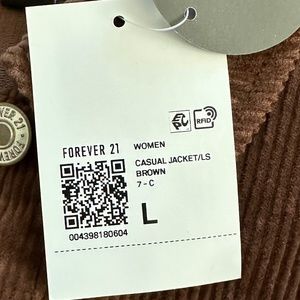 WOMEN
FOREVER 21
CASUAL JACKET/LS
BROWN
7 - C
L
004398180604
RFID
FOREVER 21